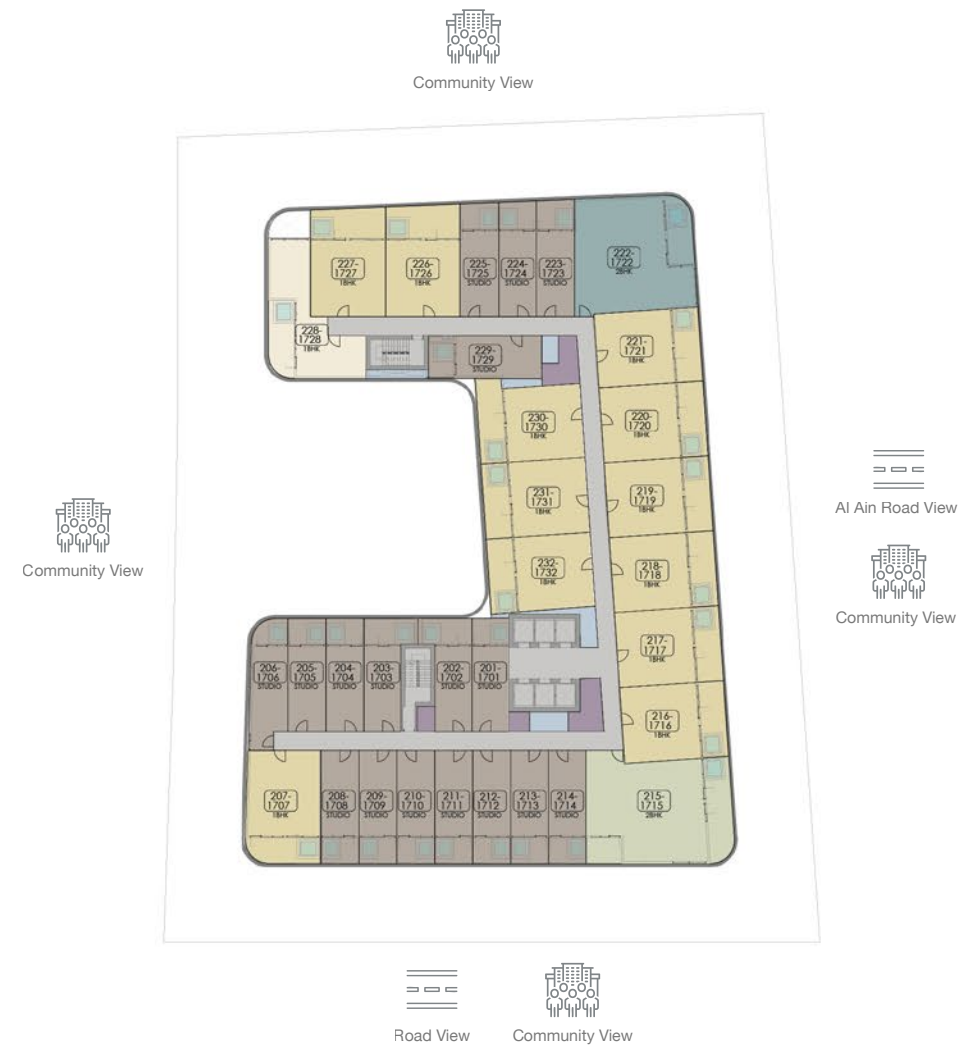 Community View
222-
1722
2BHK
227-
1727
1BHK
226-
1726
1BHK
225-
1725
STUDIO
224-
1724
STUDIO
223-
1723
STUDIO
228-
1728
1BHK
229-
1729
STUDIO
221-
1721
1BHK
230-
1730
1BHK
220-
1720
1BHK
231-
1731
1BHK
219-
1719
1BHK
Al Ain Road View
Community View
232-
1732
1BHK
218-
1718
1BHK
Community View
217-
1717
1BHK
206-
1706
STUDIO
205-
1705
STUDIO
204-
1704
STUDIO
203-
1703
STUDIO
202-
1702
STUDIO
201-
1701
STUDIO
216-
1716
1BHK
207-
1707
1BHK
208-
1708
STUDIO
209-
1709
STUDIO
210-
1710
STUDIO
211-
1711
STUDIO
212-
1712
STUDIO
213-
1713
STUDIO
214-
1714
STUDIO
215-
1715
2BHK
Road View
Community View